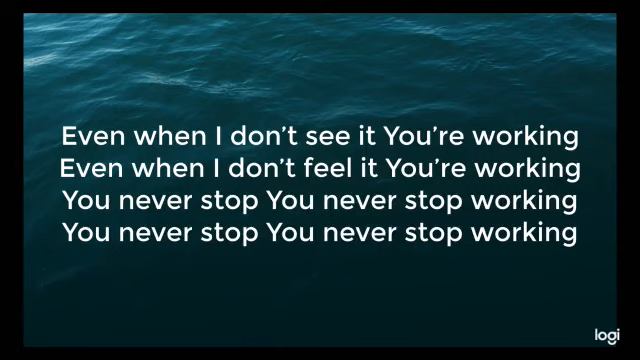 Even when I don't see it You're working
Even when I don't feel it You're working
You never stop You never stop working
You never stop You never stop working
logi